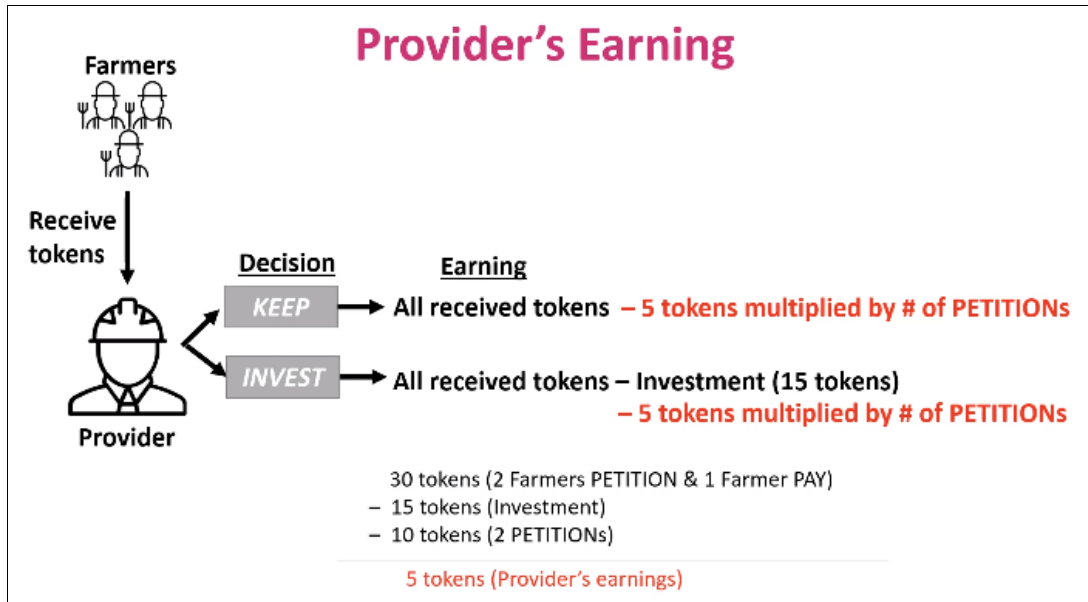 Provider's Earning
Farmers
Receive
tokens
Decision
Earning
KEEP
All received tokens – 5 tokens multiplied by # of PETITIONs
INVEST
All received tokens – Investment (15 tokens)
– 5 tokens multiplied by # of PETITIONs
Provider
30 tokens (2 Farmers PETITION & 1 Farmer PAY)
– 15 tokens (Investment)
– 10 tokens (2 PETITIONs)
5 tokens (Provider's earnings)